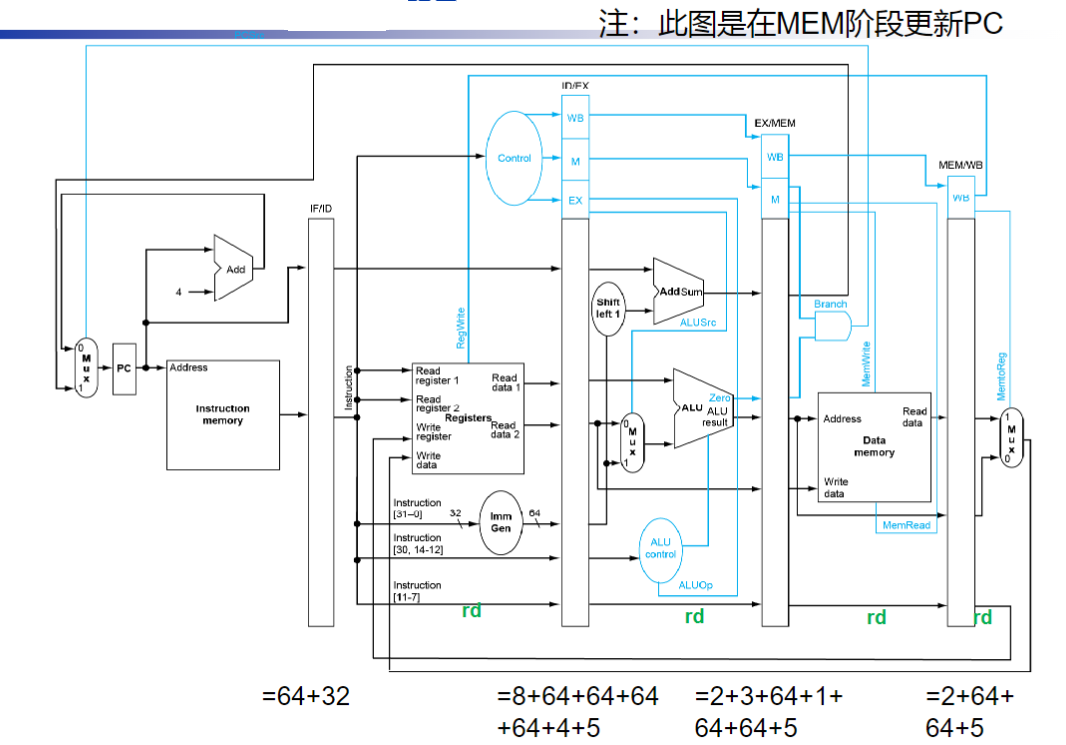 注：此图是在MEM阶段更新PC
ID/EX
WB
EX/MEM
Control
M
WB
MEM/WB
EX
M
WB
IF/ID
Add
4
Add Sum
Shift
left 1
Branch
ALUSrc
RegWrite
0
M
u
x
1
PC
Address
Instruction
memory
Instruction
Read
register 1
Read
data 1
Read
register 2
Registers
Write
register
Read
data 2
Write
data
Zero
ALU
ALU
result
0
M
u
x
1
MemWrite
MemtoReg
Address
Read
data
Data
memory
Write
data
1
M
u
x
0
Instruction
[31–0]
32
Imm
Gen
64
MemRead
Instruction
[30, 14-12]
ALU
control
Instruction
[11-7]
ALUOp
rd
rd
rd
rd
=64+32
=8+64+64+64
+64+4+5
=2+3+64+1+
64+64+5
=2+64+
64+5